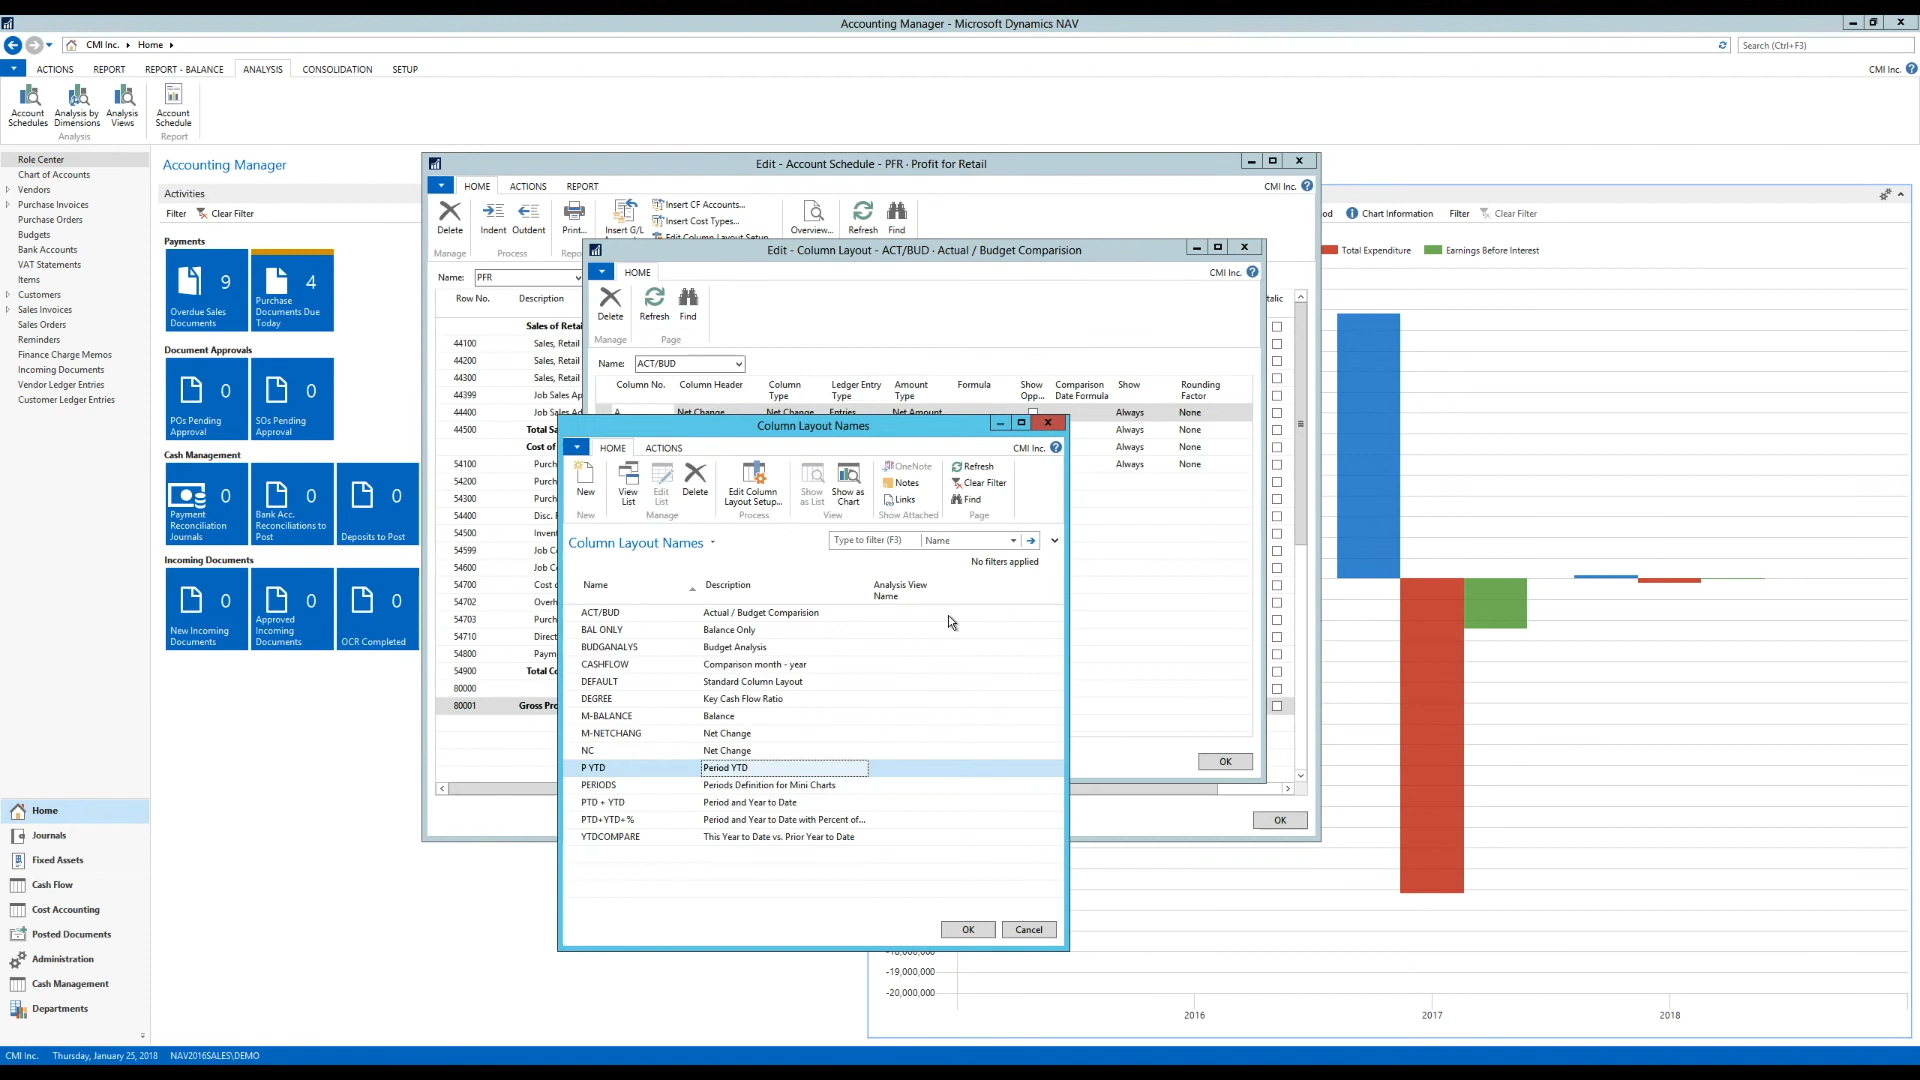 Accounting Manager - Microsoft Dynamics NAV
CMI Inc. Home
Search (Ctrl+F3)
ACTIONS REPORT REPORT - BALANCE ANALYSIS CONSOLIDATION SETUP
CMI Inc.
Account Schedules
Analysis by Dimensions
Analysis Views
Account Schedule
Analysis
Report
Role Center
Chart of Accounts
Vendors
Purchase Invoices
Purchase Orders
Budgets
Bank Accounts
VAT Statements
Items
Customers
Sales Invoices
Sales Orders
Reminders
Finance Charge Memos
Incoming Documents
Vendor Ledger Entries
Customer Ledger Entries
Home
Journals
Fixed Assets
Cash Flow
Cost Accounting
Posted Documents
Administration
Cash Management
Departments
Accounting Manager
Activities
Filter Clear Filter
Payments
9
Overdue Sales Documents
4
Purchase Documents Due Today
Document Approvals
0
POs Pending Approval
0
SOs Pending Approval
Cash Management
0
Payment Reconciliation Journals
0
Bank Acc. Reconciliations to Post
0
Deposits to Post
Incoming Documents
0
New Incoming Documents
0
Approved Incoming Documents
0
OCR Completed
Edit - Account Schedule - PFR · Profit for Retail
HOME ACTIONS REPORT
CMI Inc.
Delete
Indent Outdent
Print...
Insert G/L
Insert CF Accounts...
Insert Cost Types...
Edit Column Layout Setup...
Overview...
Refresh
Find
Manage
Process
Name: PFR
Row No. Description
44100 Sales, Retail
44200 Sales, Retail
44300 Sales, Retail
44399
44400
44500
54100
54200
54300
54400
54500
54599
54600
54700
54702
54703
54710
54800
54900
80000
80001
OK
Edit - Column Layout - ACT/BUD · Actual / Budget Comparision
HOME
CMI Inc.
Delete
Refresh
Find
Manage
Page
Name: ACT/BUD
Column No. Column Header Column Type Ledger Entry Type Amount Type Formula Show Opp... Comparison Date Formula Show Rounding Factor
A Net Change Net Change Entries Net Amount Always None
Always None
Always None
Always None
OK
Column Layout Names
HOME ACTIONS
CMI Inc.
New
View List
Edit List
Delete
Edit Column Layout Setup...
Show as List
Show as Chart
OneNote
Notes
Links
Refresh
Clear Filter
Find
New
Manage
Process
View
Show Attached
Page
Column Layout Names
Type to filter (F3) Name
No filters applied
Name Description Analysis View Name
ACT/BUD Actual / Budget Comparision
BAL ONLY Balance Only
BUDGANALYS Budget Analysis
CASHFLOW Comparison month - year
DEFAULT Standard Column Layout
DEGREE Key Cash Flow Ratio
M-BALANCE Balance
M-NETCHANG Net Change
NC Net Change
P YTD Period YTD
PERIODS Periods Definition for Mini Charts
PTD + YTD Period and Year to Date
PTD+YTD+% Period and Year to Date with Percent of...
YTDCOMPARE This Year to Date vs. Prior Year to Date
OK Cancel
Chart Information Filter Clear Filter
Total Expenditure Earnings Before Interest
-19,000,000
-20,000,000
2016 2017 2018
CMI Inc. Thursday, January 25, 2018 NAV2016SALES\DEMO